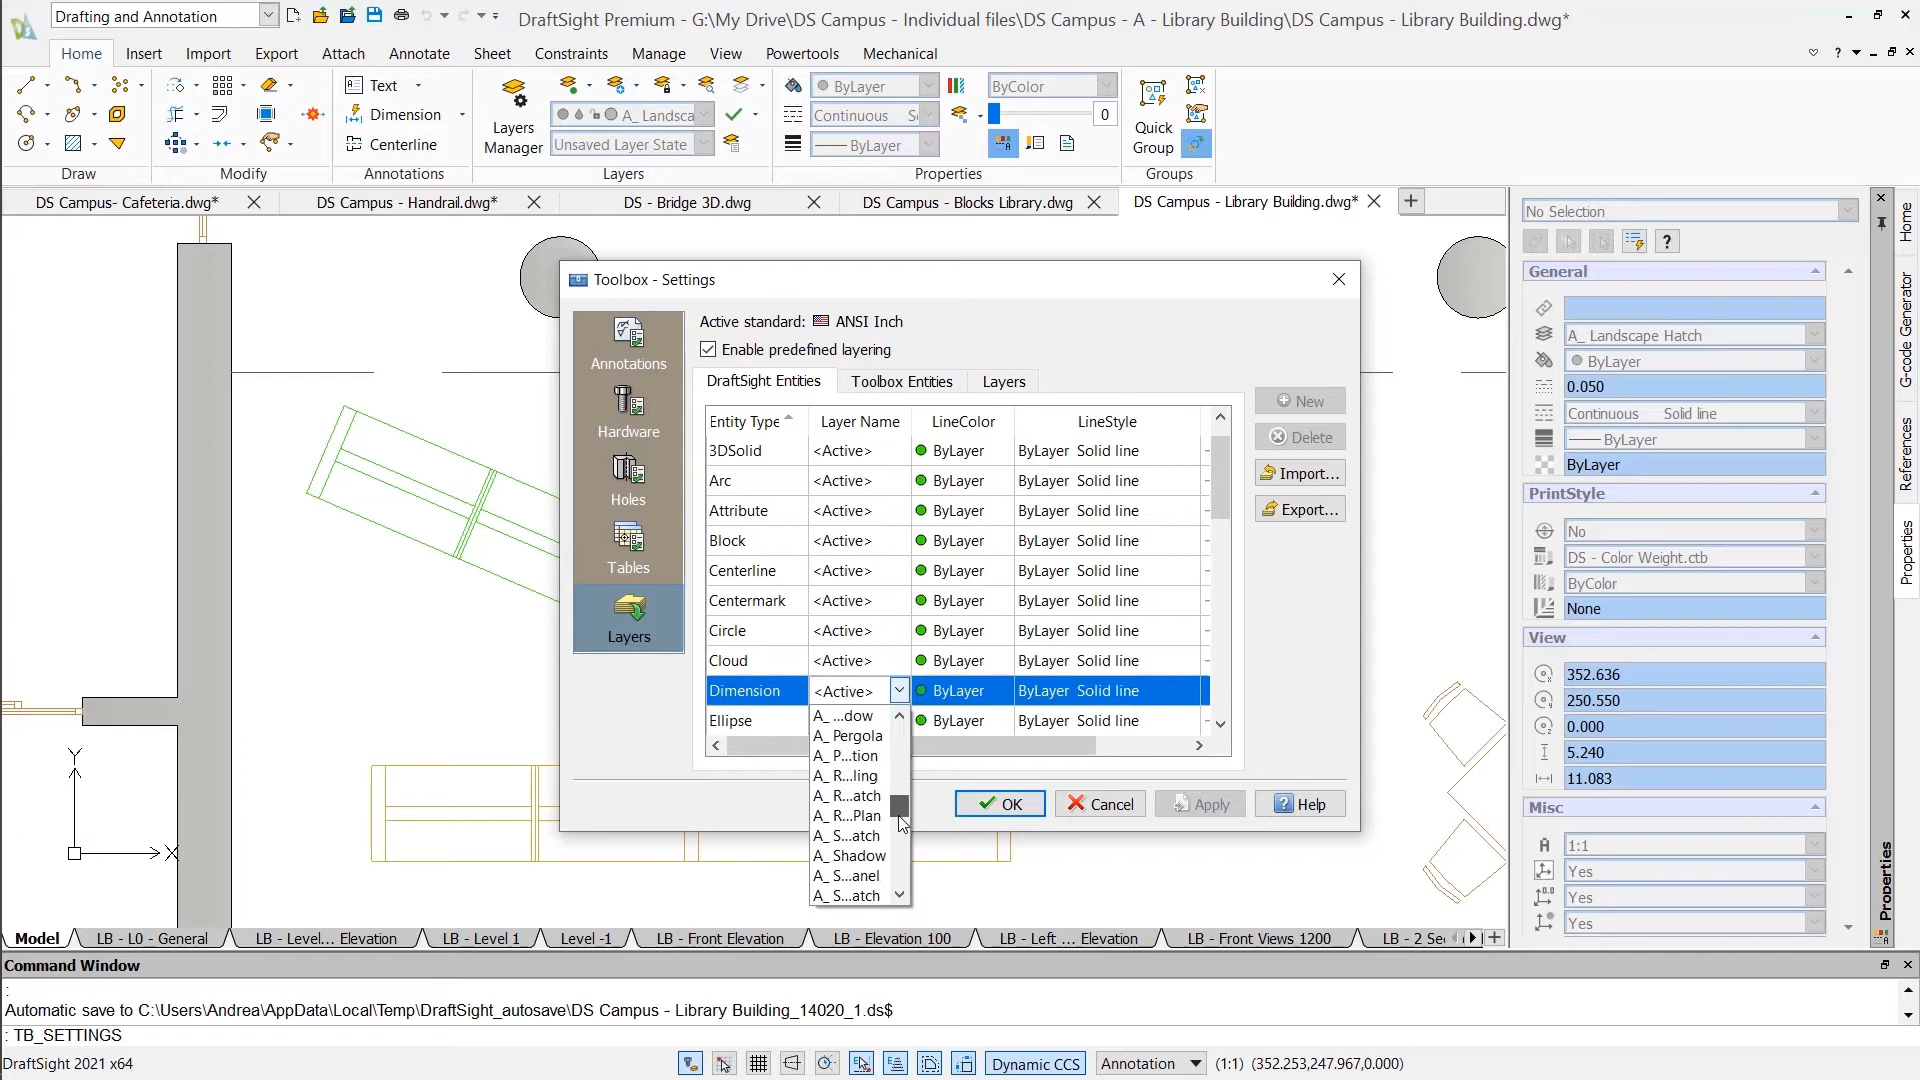 Drafting and Annotation
DraftSight Premium - G:\My Drive\DS Campus - Individual files\DS Campus - A - Library Building\DS Campus - Library Building.dwg*
Home Insert Import Export Attach Annotate Sheet Constraints Manage View Powertools Mechanical
Text
Dimension
Centerline
Layers
Manager
A_ Landsca
Unsaved Layer State
ByLayer
Continuous S
ByLayer
ByColor
0
Quick
Group
Draw Modify Annotations Layers Properties Groups
DS Campus- Cafeteria.dwg* DS Campus - Handrail.dwg* DS - Bridge 3D.dwg DS Campus - Blocks Library.dwg DS Campus - Library Building.dwg*
Toolbox - Settings
Annotations
Hardware
Holes
Tables
Layers
Active standard: ANSI Inch
Enable predefined layering
DraftSight Entities Toolbox Entities Layers
Entity Type Layer Name LineColor LineStyle
3DSolid <Active> ByLayer ByLayer Solid line
Arc <Active> ByLayer ByLayer Solid line
Attribute <Active> ByLayer ByLayer Solid line
Block <Active> ByLayer ByLayer Solid line
Centerline <Active> ByLayer ByLayer Solid line
Centermark <Active> ByLayer ByLayer Solid line
Circle <Active> ByLayer ByLayer Solid line
Cloud <Active> ByLayer ByLayer Solid line
Dimension <Active> ByLayer ByLayer Solid line
Ellipse ByLayer ByLayer Solid line
A_ ...dow
A_ Pergola
A_ P...tion
A_ R...ling
A_ R...atch
A_ R...Plan
A_ S...atch
A_ Shadow
A_ S...anel
A_ S...atch
New
Delete
Import...
Export...
OK Cancel Apply Help
Y
X
No Selection
General
A_ Landscape Hatch
ByLayer
0.050
Continuous Solid line
ByLayer
ByLayer
PrintStyle
No
DS - Color Weight.ctb
ByColor
None
View
352.636
250.550
0.000
5.240
11.083
Misc
1:1
Yes
Yes
Yes
Home
G-code Generator
References
Properties
Properties
Model LB - L0 - General LB - Level... Elevation LB - Level 1 Level -1 LB - Front Elevation LB - Elevation 100 LB - Left ... Elevation LB - Front Views 1200 LB - 2 Se
Command Window
:
Automatic save to C:\Users\Andrea\AppData\Local\Temp\DraftSight_autosave\DS Campus - Library Building_14020_1.ds$
: TB_SETTINGS
DraftSight 2021 x64
Dynamic CCS
Annotation
(1:1) (352.253,247.967,0.000)